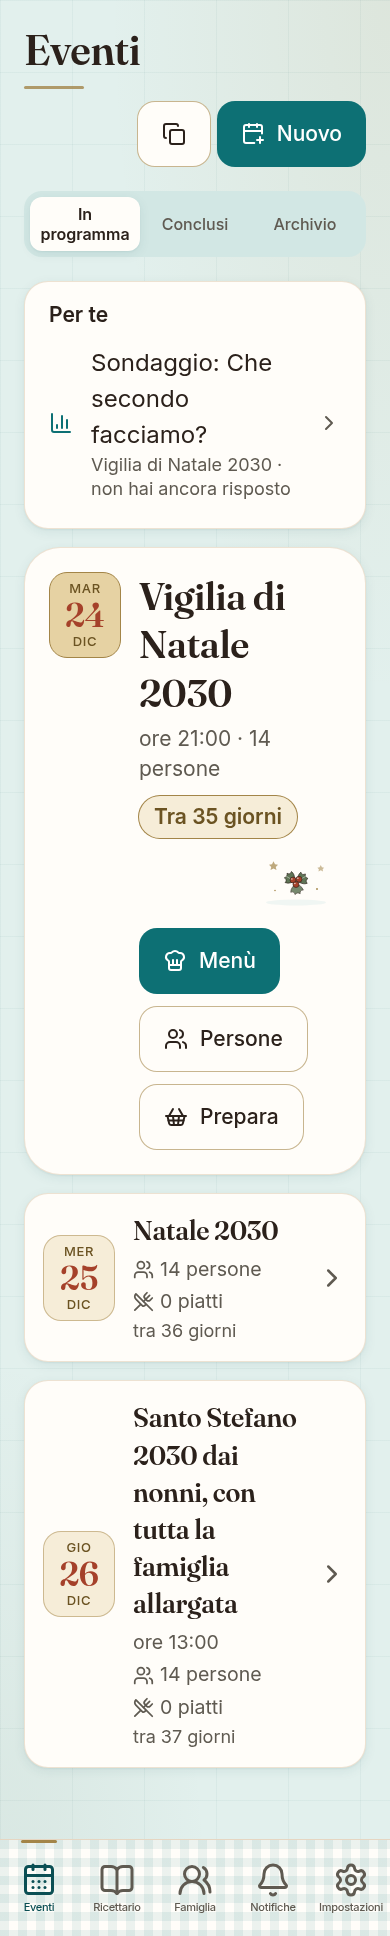 Eventi
Nuovo
In
programma
Conclusi
Archivio
Per te
Sondaggio: Che
secondo
facciamo?
Vigilia di Natale 2030 ·
non hai ancora risposto
MAR
24
DIC
Vigilia di
Natale
2030
ore 21:00 · 14
persone
Tra 35 giorni
Menù
Persone
Prepara
MER
25
DIC
Natale 2030
14 persone
0 piatti
tra 36 giorni
GIO
26
DIC
Santo Stefano
2030 dai
nonni, con
tutta la
famiglia
allargata
ore 13:00
14 persone
0 piatti
tra 37 giorni
Eventi
Ricettario
Famiglia
Notifiche
Impostazioni